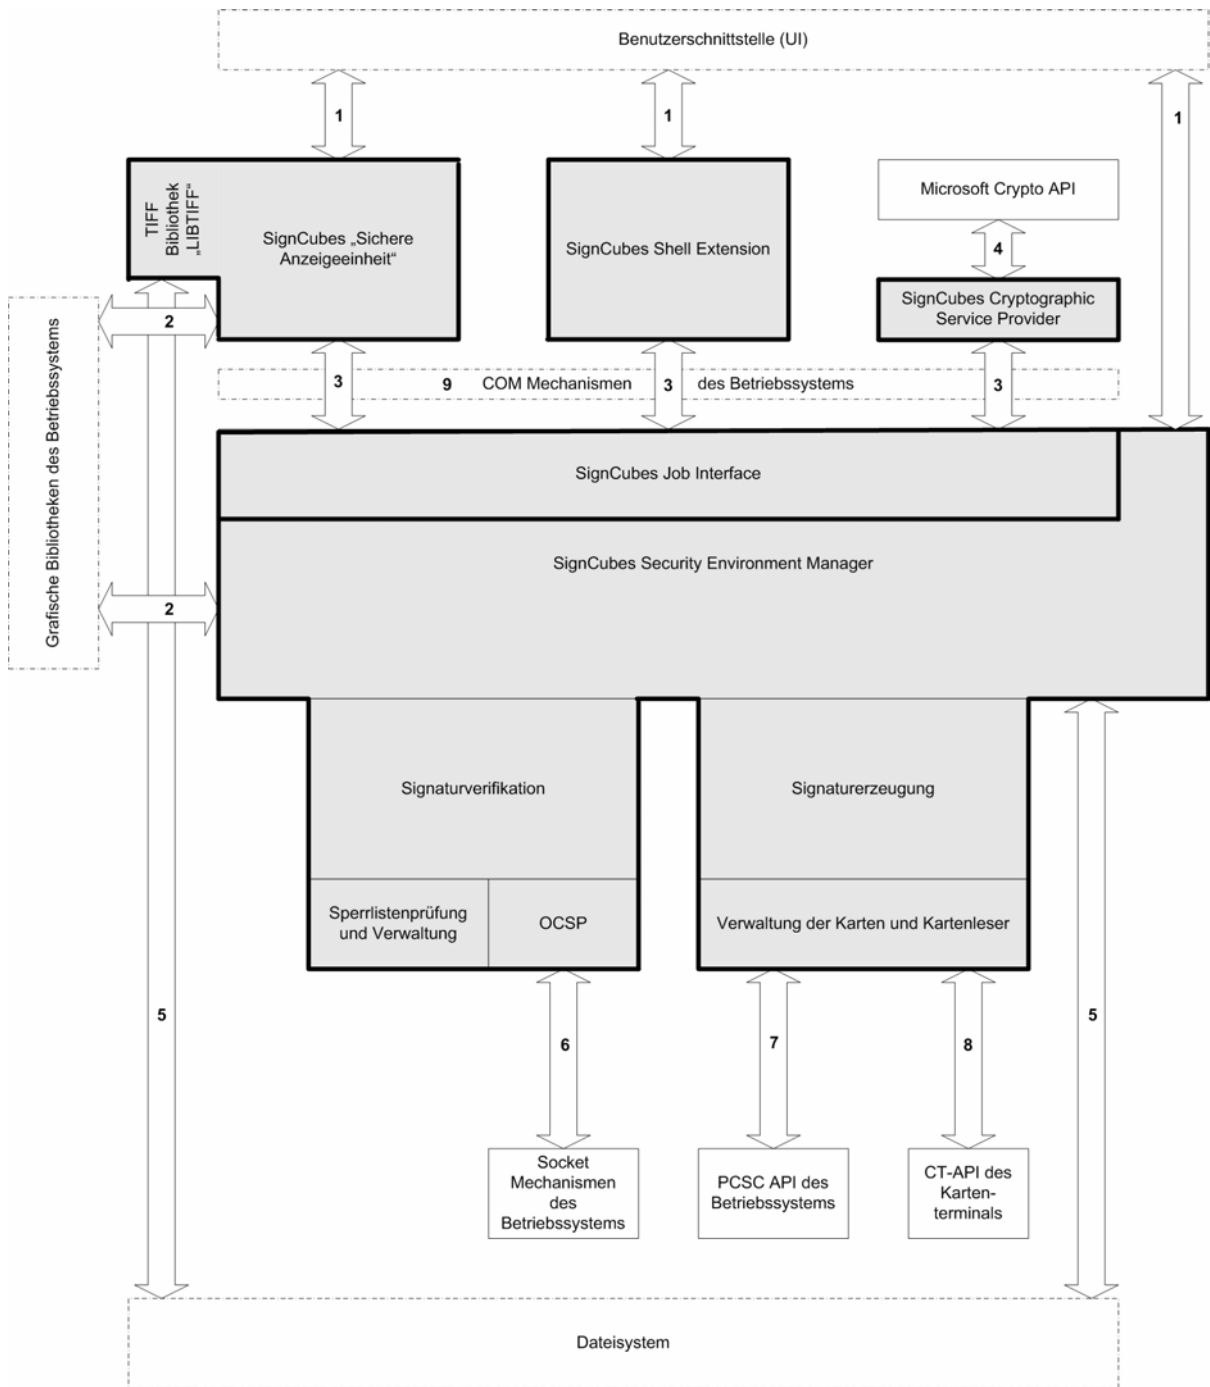 Benutzerschnittstelle (UI)
1
1
1
TIFF
Bibliothek
„LIBTIFF“
SignCubes „Sichere
Anzeigeeinheit“
SignCubes Shell Extension
Microsoft Crypto API
4
SignCubes Cryptographic
Service Provider
Grafische Bibliotheken des Betriebssystems
2
3
9
COM Mechanismen
3
des Betriebssystems
3
SignCubes Job Interface
SignCubes Security Environment Manager
2
Signaturverifikation
Signaturerzeugung
Sperrlistenprüfung
und Verwaltung
OCSP
Verwaltung der Karten und Kartenleser
5
6
7
8
5
Socket
Mechanismen
des
Betriebssystems
PCSC API des
Betriebssystems
CT-API des
Karten-
terminals
Dateisystem